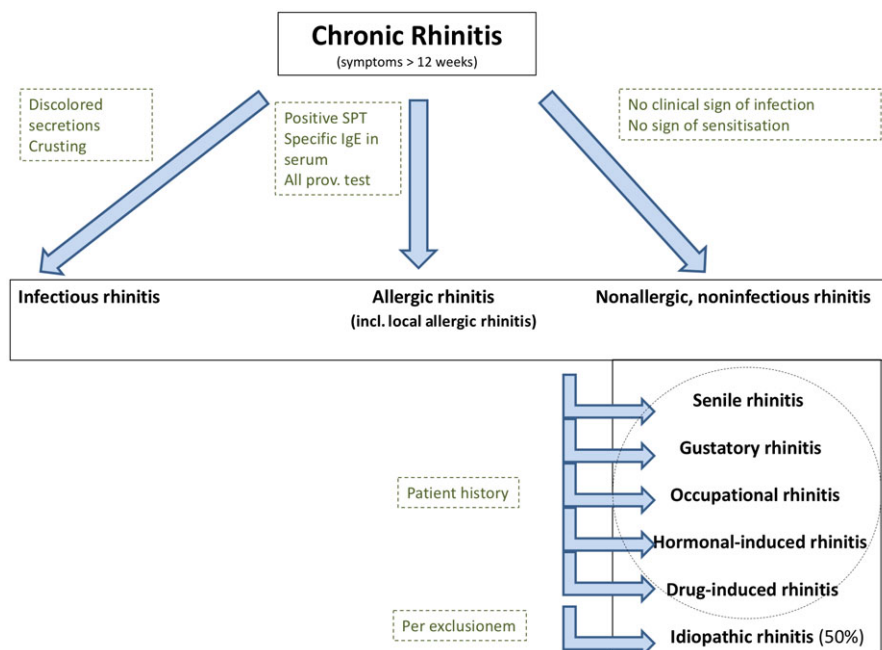 Chronic Rhinitis
(symptoms > 12 weeks)
Discolored
secretions
Crusting
Positive SPT
Specific IgE in
serum
All prov. test
No clinical sign of infection
No sign of sensitisation
Infectious rhinitis
Allergic rhinitis
(incl. local allergic rhinitis)
Nonallergic, noninfectious rhinitis
Senile rhinitis
Gustatory rhinitis
Patient history
Occupational rhinitis
Hormonal-induced rhinitis
Drug-induced rhinitis
Per exclusionem
Idiopathic rhinitis (50%)